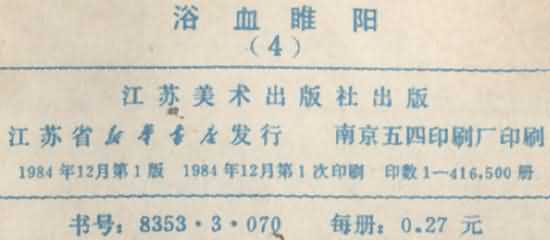 浴血睢阳
（4）
江苏美术出版社出版
江苏省新华书店发行 南京五四印刷厂印刷
1984年12月第1版 1984年12月第1次印刷 印数1—416,500册
书号：8353·3·070 每册：0.27元